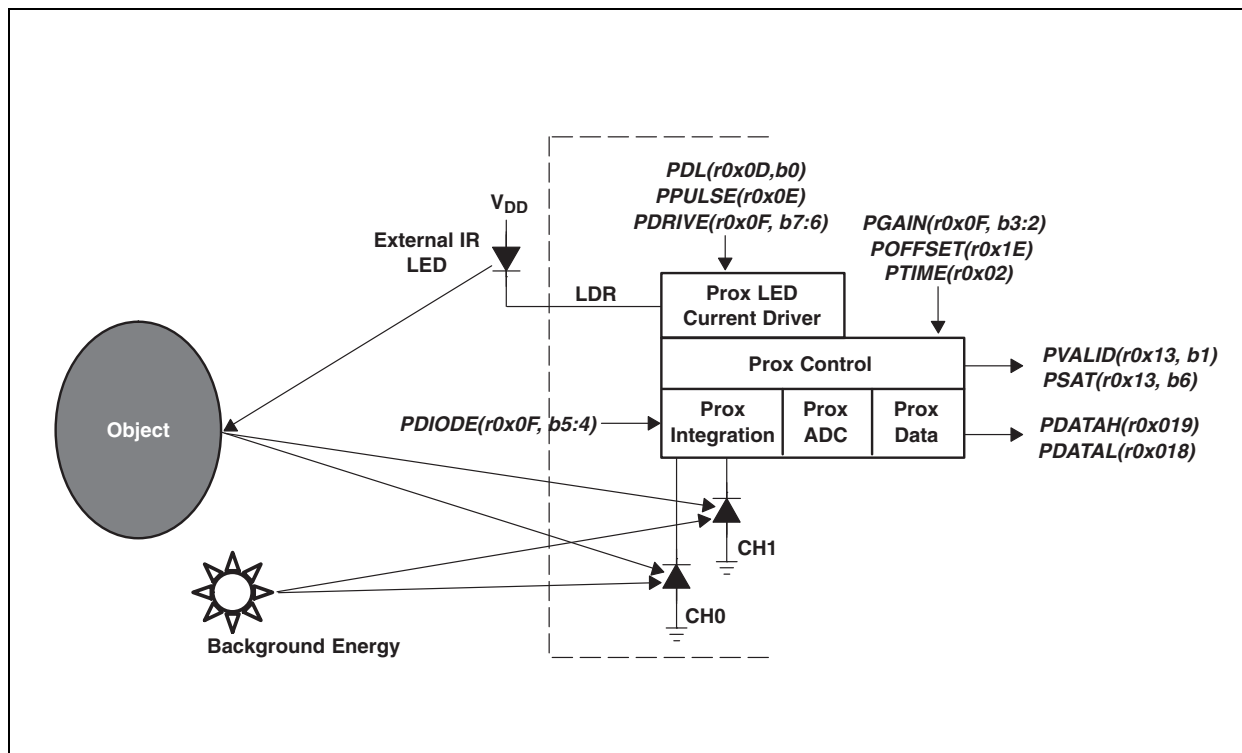 PDL(r0x0D,b0)
PPULSE(r0x0E)
PDRIVE(r0x0F, b7:6)
PGAIN(r0x0F, b3:2)
POFFSET(r0x1E)
PTIME(r0x02)
VDD
External IR
LED
LDR
Prox LED
Current Driver
Prox Control
PVALID(r0x13, b1)
PSAT(r0x13, b6)
Object
PDIODE(r0x0F, b5:4)
Prox
Integration
Prox
ADC
Prox
Data
PDATAH(r0x019)
PDATAL(r0x018)
CH1
CH0
Background Energy